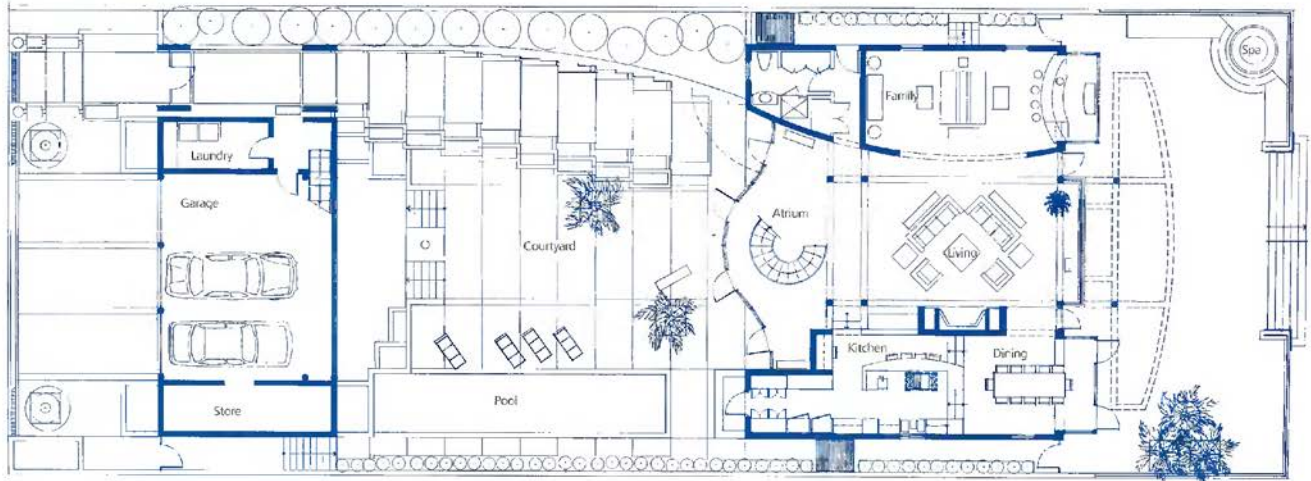 Spa
Family
Laundry
Garage
Atrium
Courtyard
Living
Kitchen
Dining
Pool
Store